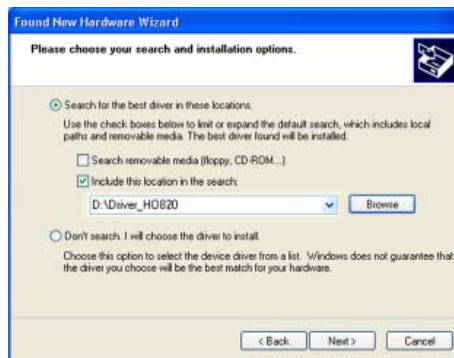 Found New Hardware Wizard
Please choose your search and installation options.
Search for the best driver in these locations.
Use the check boxes below to limit or expand the default search, which includes local
paths and removable media. The best driver found will be installed.
Search removable media (floppy, CD-ROM...)
Include this location in the search:
D:\Driver_HO820
Browse
Don't search. I will choose the driver to install.
Choose this option to select the device driver from a list. Windows does not guarantee that
the driver you choose will be the best match for your hardware.
< Back
Next >
Cancel